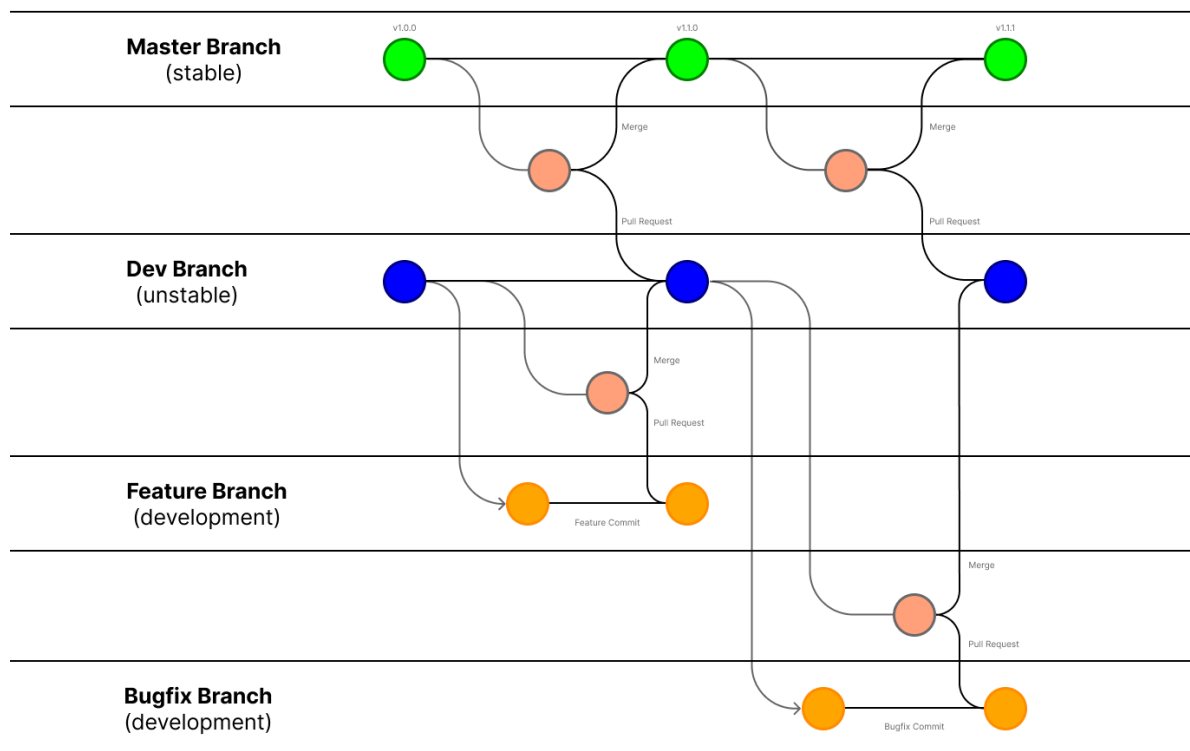 v1.0.0
v1.1.0
v1.1.1
Master Branch
(stable)
Merge
Merge
Pull Request
Pull Request
Dev Branch
(unstable)
Merge
Pull Request
Feature Branch
(development)
Feature Commit
Merge
Pull Request
Bugfix Branch
(development)
Bugfix Commit